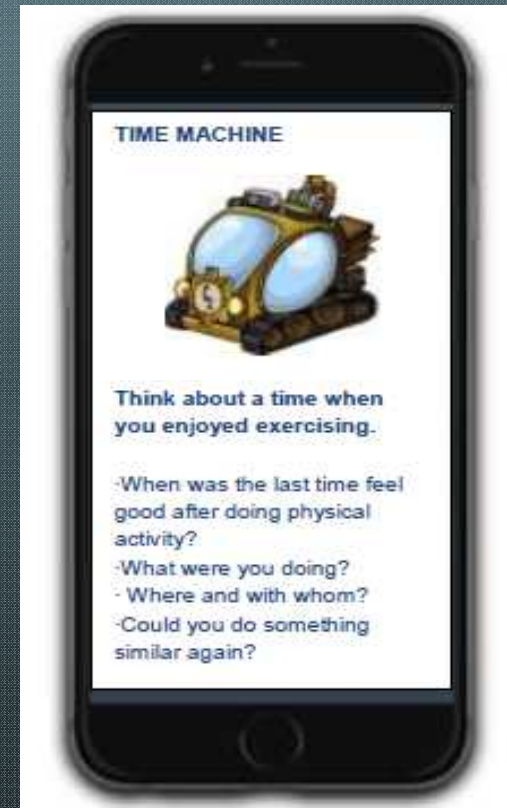 TIME MACHINE
Think about a time when
you enjoyed exercising.
·When was the last time feel
good after doing physical
activity?
·What were you doing?
· Where and with whom?
·Could you do something
similar again?